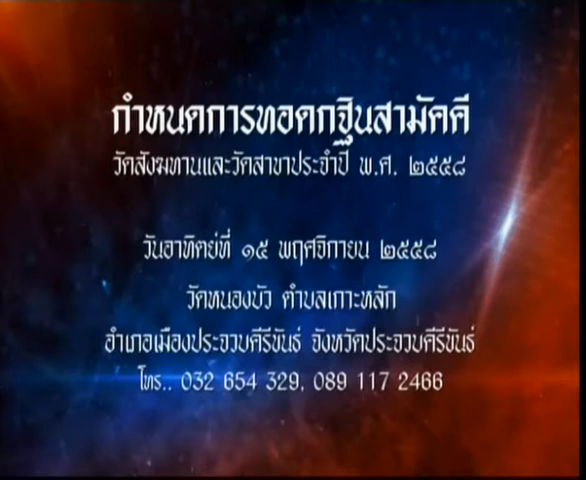 กำหนดการทอดกฐินสามัคคี
วัดสังฆทานและวัดสาขาประจำปี พ.ศ. ๒๕๕๘
วันอาทิตย์ที่ ๑๕ พฤศจิกายน ๒๕๕๘
วัดหนองบัว ตำบลเกาะหลัก
อำเภอเมืองประจวบคีรีขันธ์ จังหวัดประจวบคีรีขันธ์
โทร.. 032 654 329, 089 117 2466